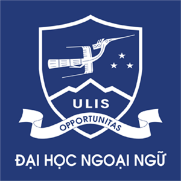 ULIS
OPPORTUNITAS
ĐẠI HỌC NGOẠI NGỮ